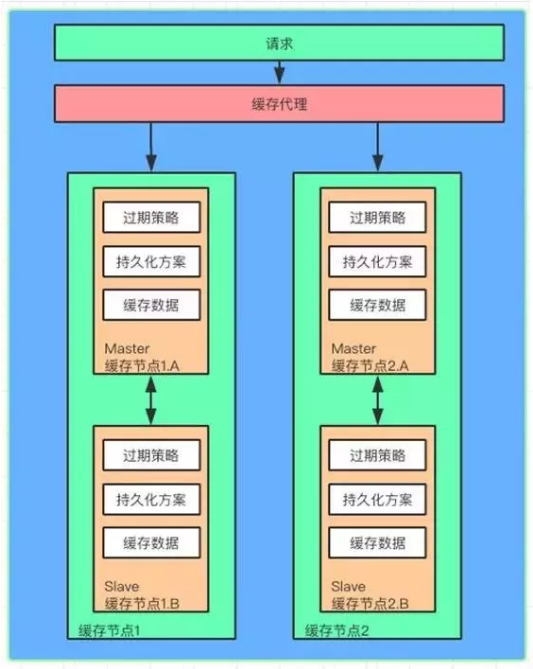 请求
缓存代理
过期策略
持久化方案
缓存数据
Master
缓存节点1.A
过期策略
持久化方案
缓存数据
Slave
缓存节点1.B
缓存节点1
过期策略
持久化方案
缓存数据
Master
缓存节点2.A
过期策略
持久化方案
缓存数据
Slave
缓存节点2.B
缓存节点2